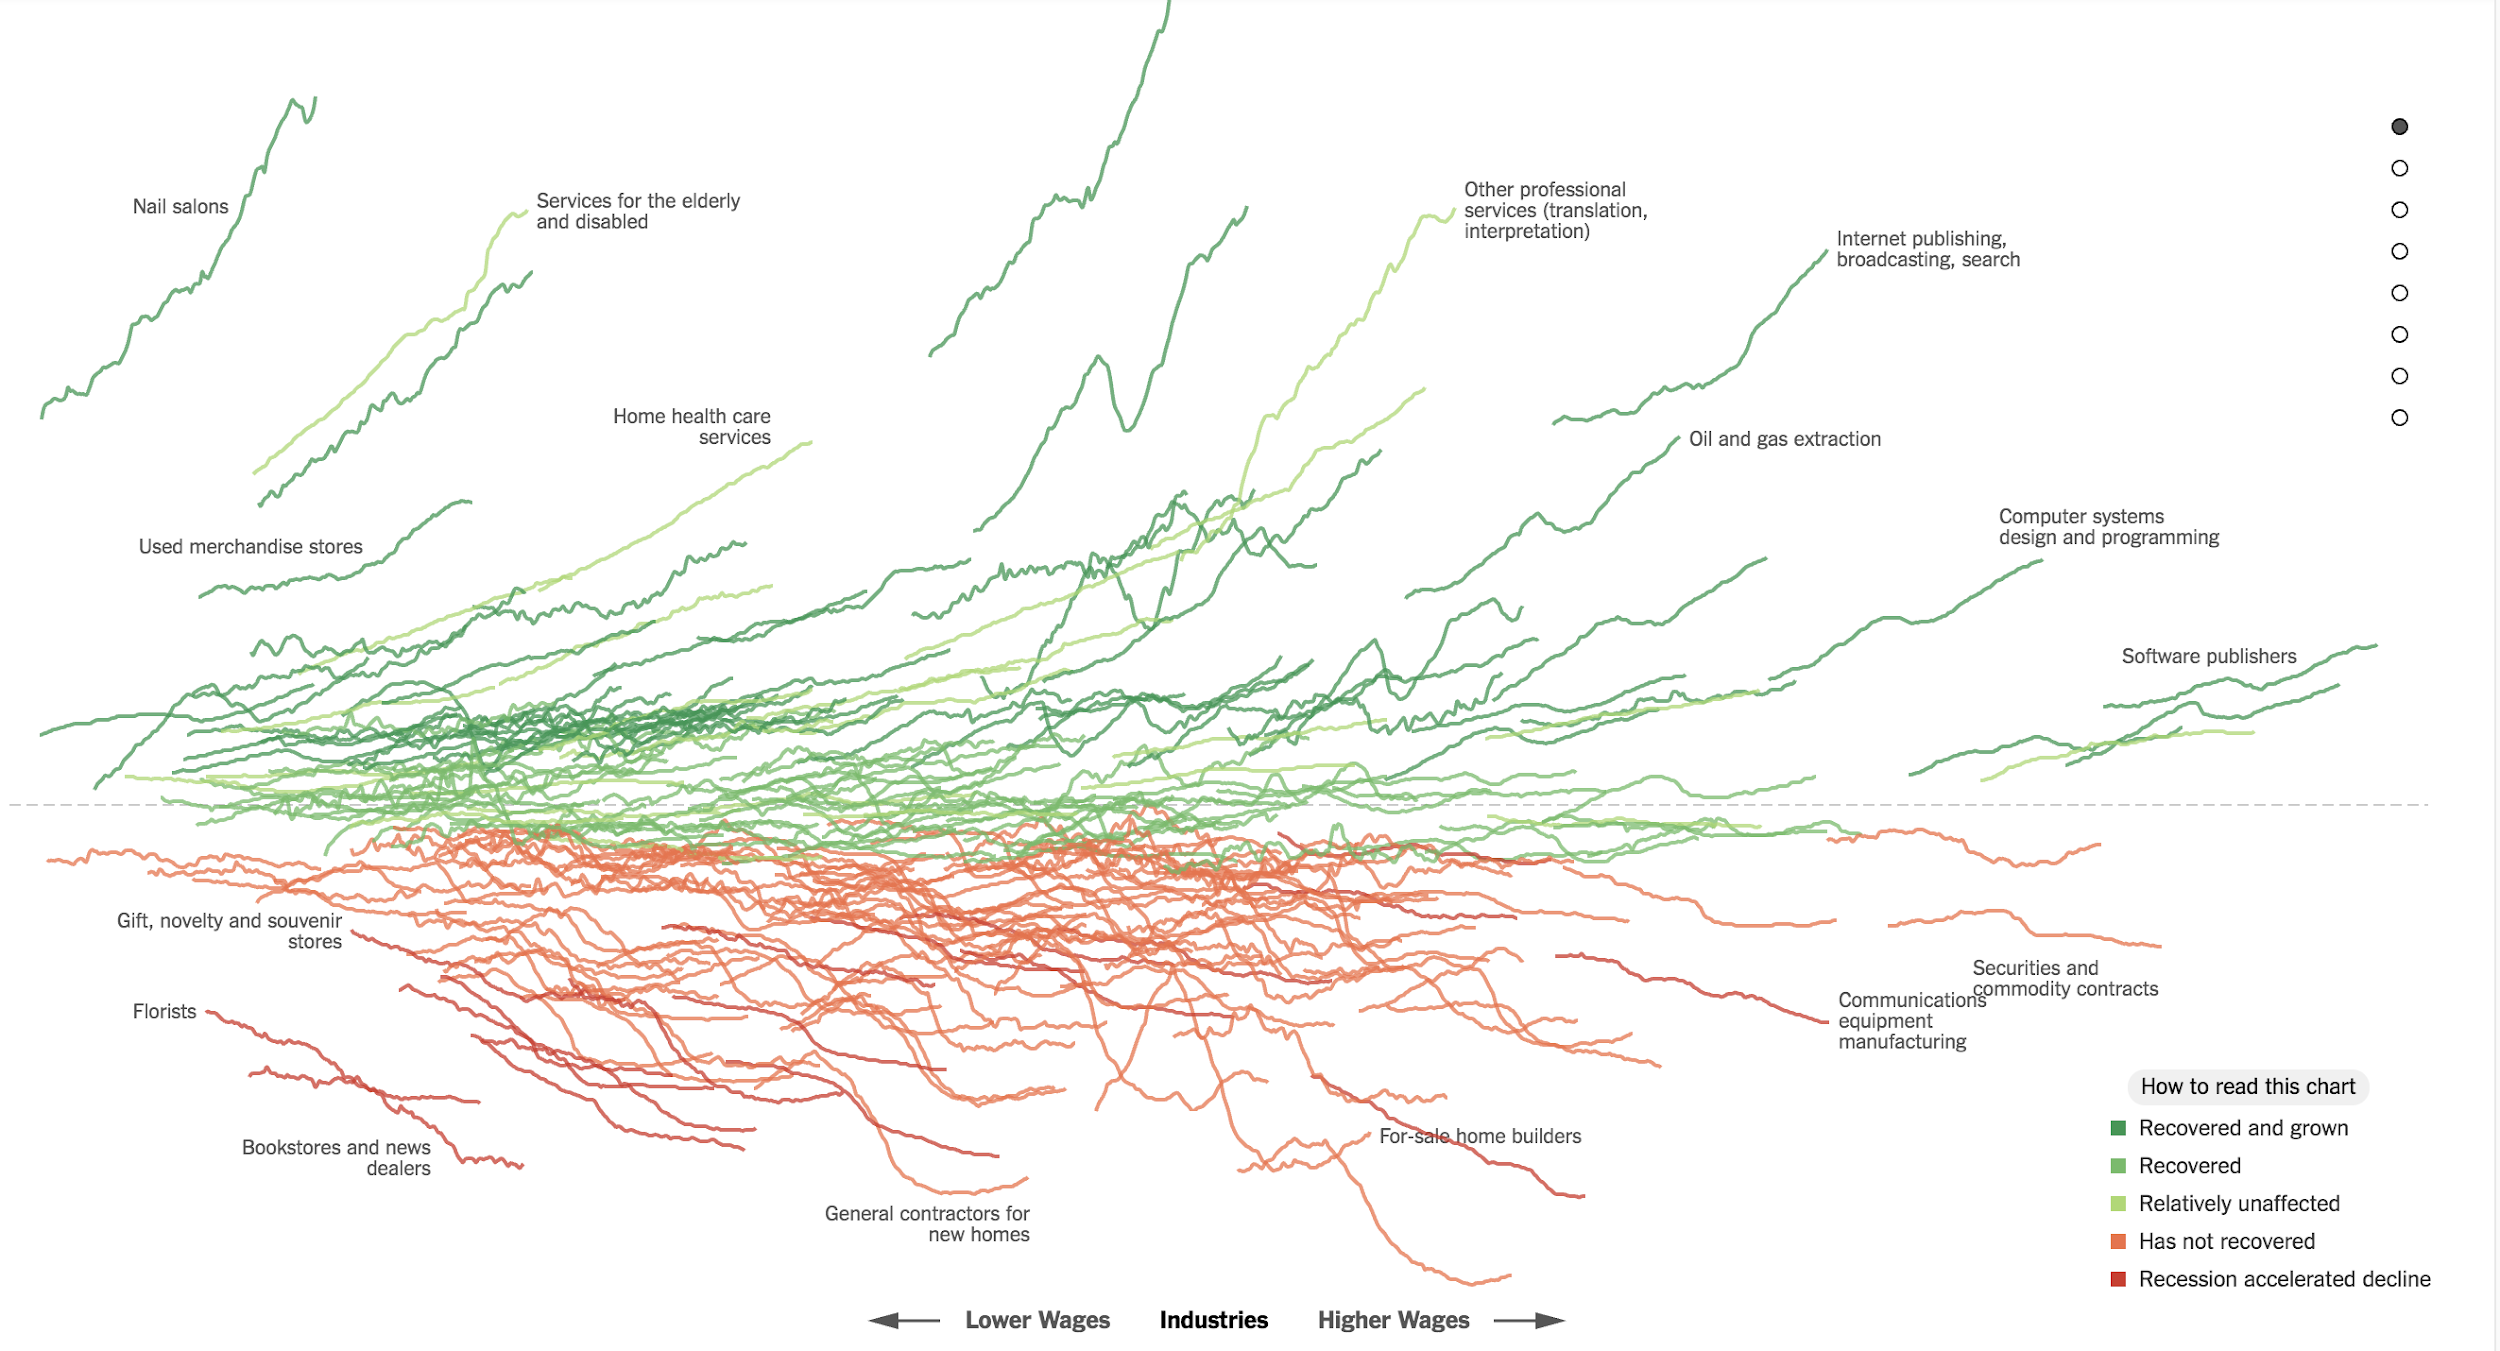 Nail salons
Services for the elderly
and disabled
Other professional
services (translation,
interpretation)
Internet publishing,
broadcasting, search
Home health care
services
Oil and gas extraction
Used merchandise stores
Computer systems
design and programming
Software publishers
Gift, novelty and souvenir
stores
Securities and
commodity contracts
Florists
Communications
equipment
manufacturing
Bookstores and news
dealers
For-sale home builders
General contractors for
new homes
How to read this chart
Recovered and grown
Recovered
Relatively unaffected
Has not recovered
Recession accelerated decline
Lower Wages Industries Higher Wages